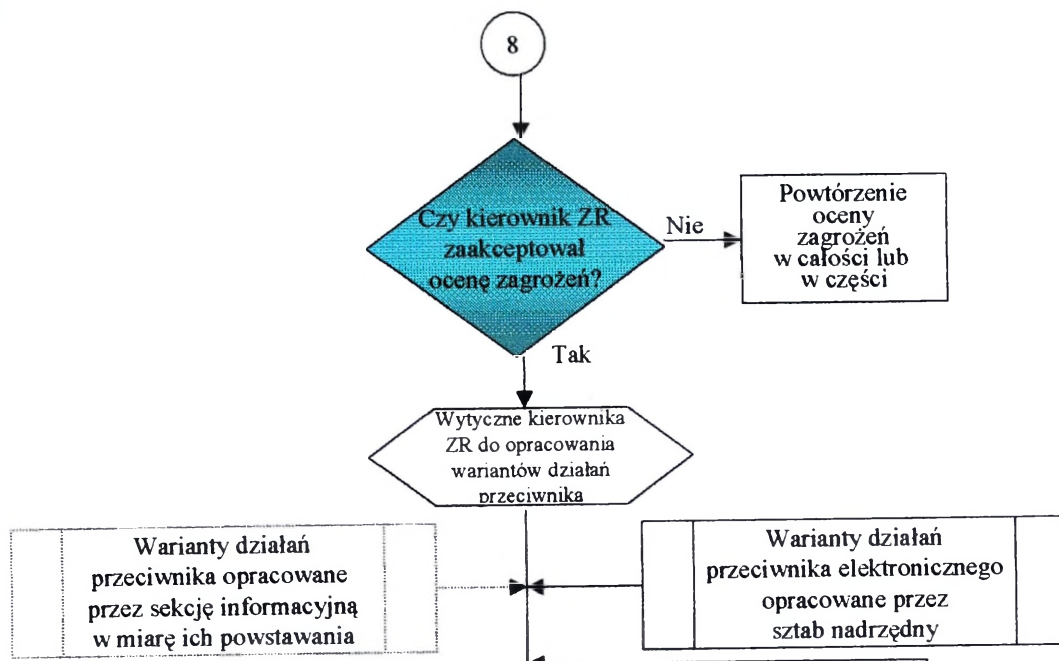 8
Czy kierownik ZR
zaakceptował
ocenę zagrożeń?
Nie
Powtórzenie
oceny
zagrożeń
w całości lub
w części
Tak
Wytyczne kierownika
ZR do opracowania
wariantów działań
przeciwnika
Warianty działań
przeciwnika opracowane
przez sekcję informacyjną
w miarę ich powstawania
Warianty działań
przeciwnika elektronicznego
opracowane przez
sztab nadrzędny